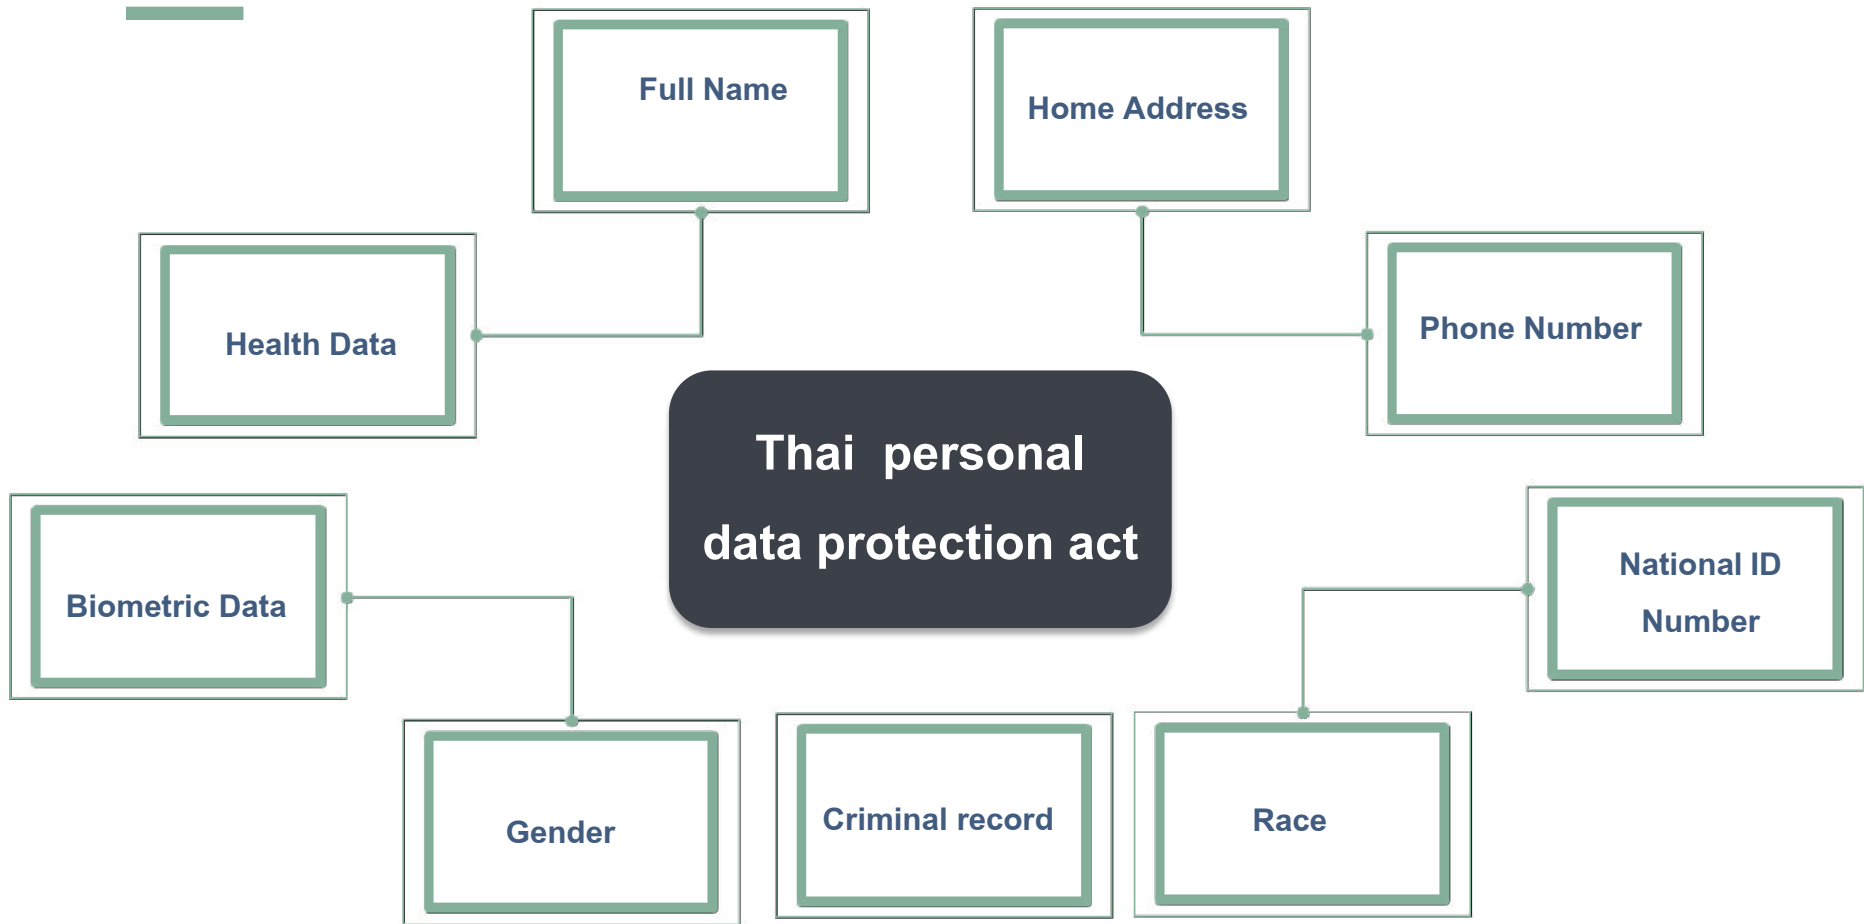 Full Name
Home Address
Health Data
Phone Number
Thai personal
data protection act
Biometric Data
National ID
Number
Gender
Criminal record
Race